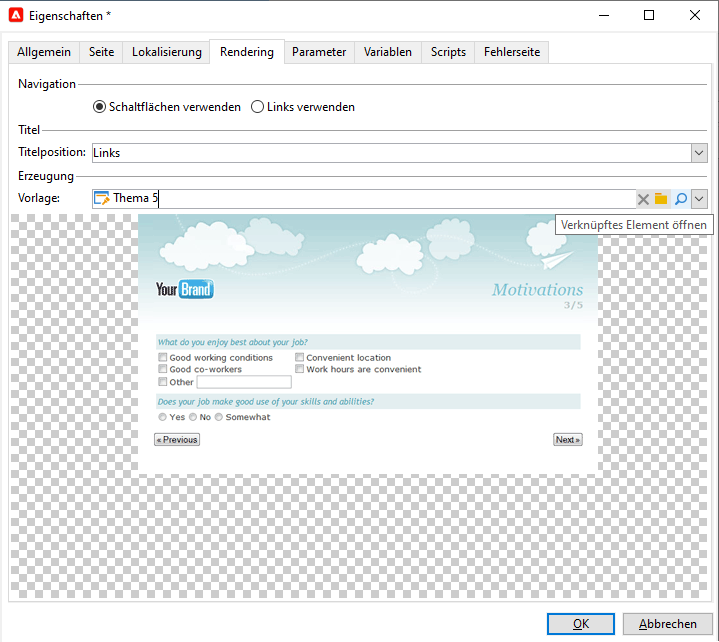 Eigenschaften *
Allgemein Seite Lokalisierung Rendering Parameter Variablen Scripts Fehlerseite
Navigation
Schaltflächen verwenden Links verwenden
Titel
Titelposition: Links
Erzeugung
Vorlage: Thema 5
Verknüpftes Element öffnen
Your Brand
Motivations
3/5
What do you enjoy best about your job?
Good working conditions Convenient location
Good co-workers Work hours are convenient
Other
Does your job make good use of your skills and abilities?
Yes No Somewhat
« Previous Next »
OK Abbrechen